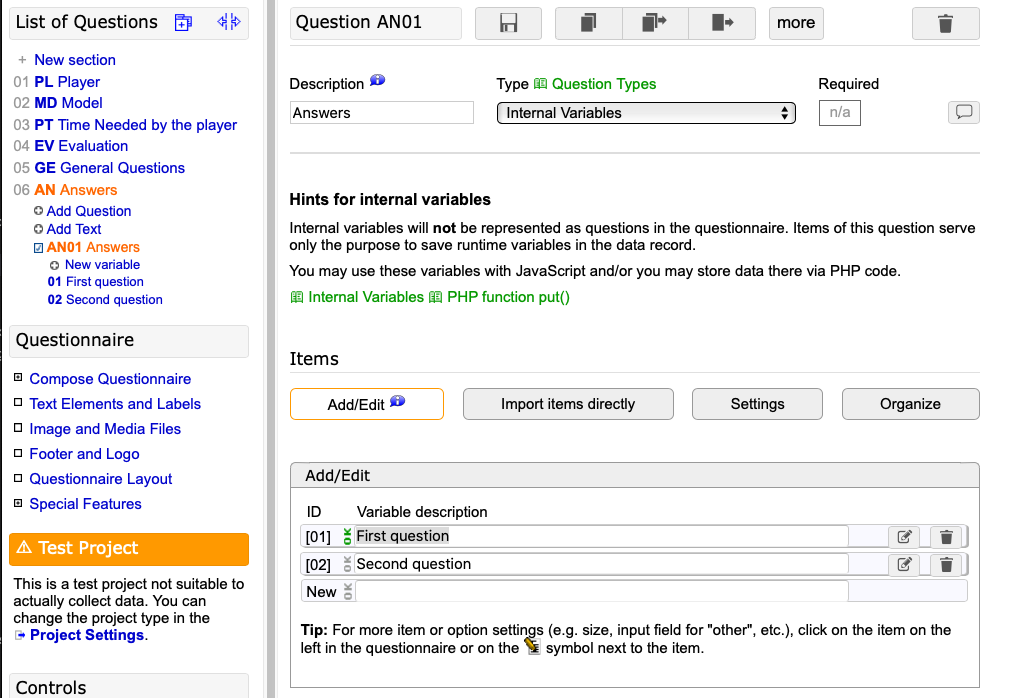 List of Questions
New section
01 PL Player
02 MD Model
03 PT Time Needed by the player
04 EV Evaluation
05 GE General Questions
06 AN Answers
Add Question
Add Text
AN01 Answers
New variable
01 First question
02 Second question
Questionnaire
Compose Questionnaire
Text Elements and Labels
Image and Media Files
Footer and Logo
Questionnaire Layout
Special Features
Test Project
This is a test project not suitable to
actually collect data. You can
change the project type in the
Project Settings.
Controls
Question AN01
more
Description
Type Question Types
Required
Answers
Internal Variables
n/a
Hints for internal variables
Internal variables will not be represented as questions in the questionnaire. Items of this question serve
only the purpose to save runtime variables in the data record.
You may use these variables with JavaScript and/or you may store data there via PHP code.
Internal Variables PHP function put()
Items
Add/Edit
Import items directly
Settings
Organize
Add/Edit
ID Variable description
[01] OK First question
[02] OK Second question
New OK
Tip: For more item or option settings (e.g. size, input field for "other", etc.), click on the item on the
left in the questionnaire or on the symbol next to the item.